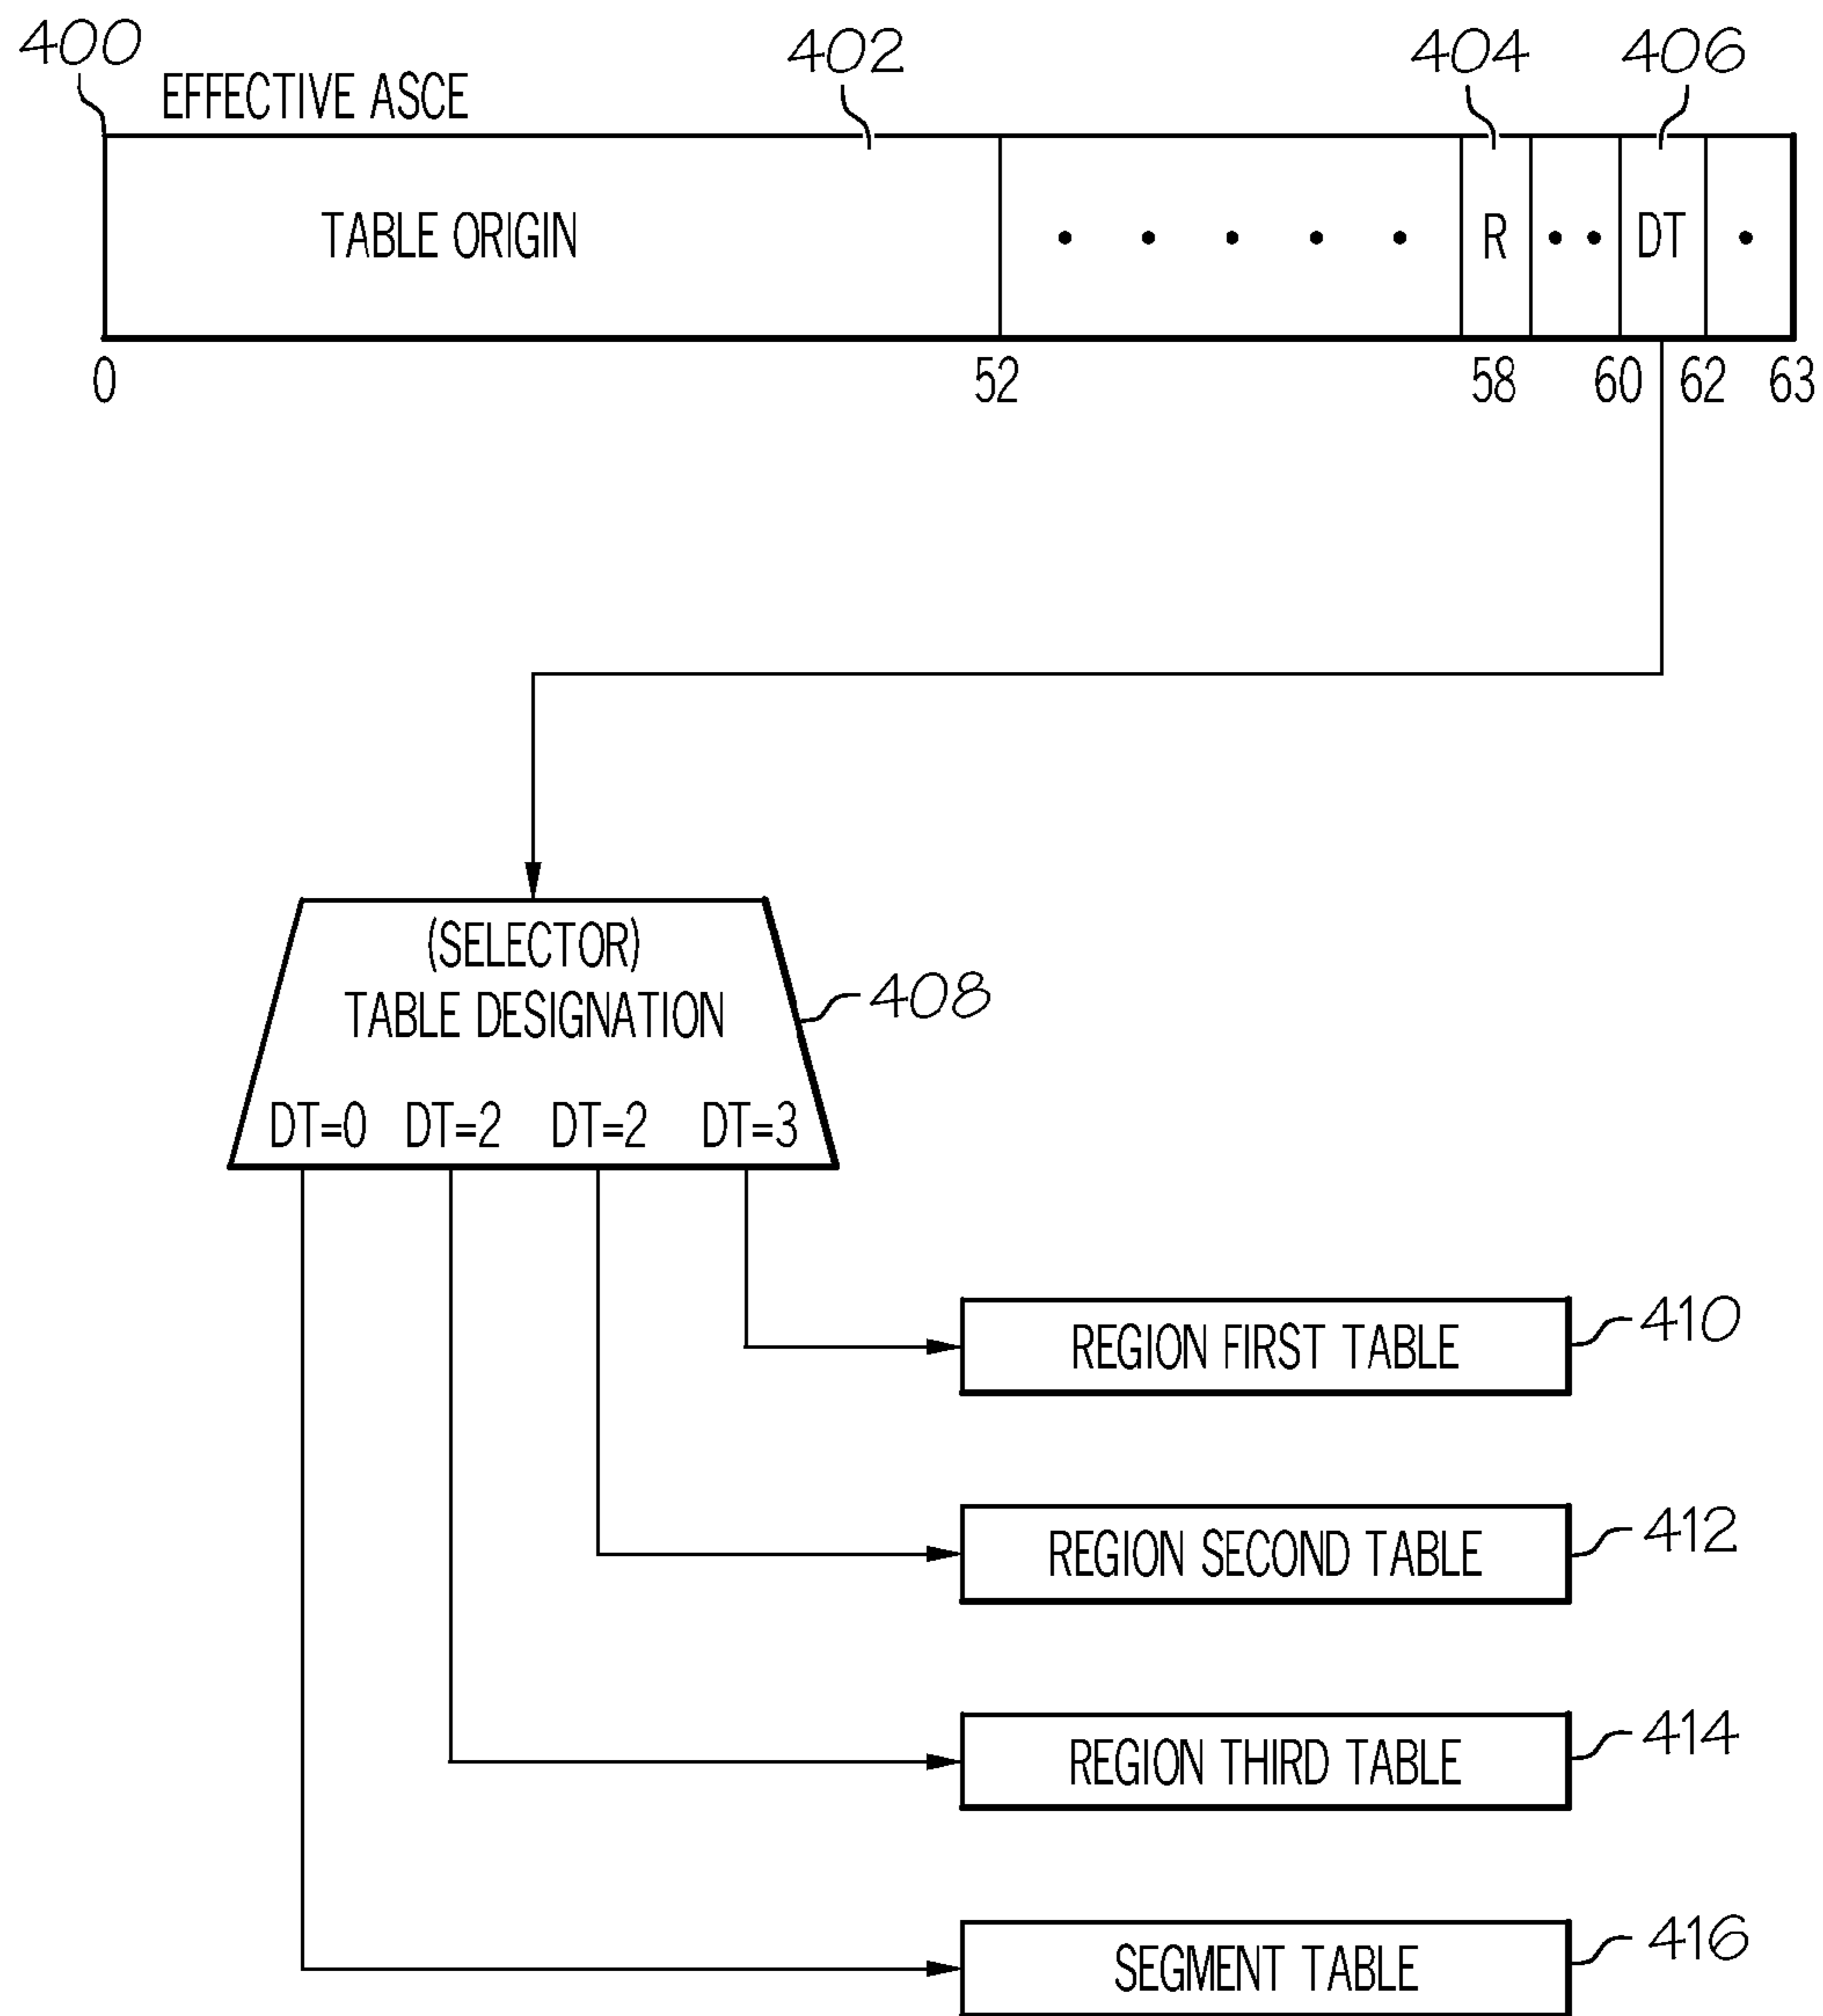 400
402
404
406
EFFECTIVE ASCE
TABLE ORIGIN
R
DT
0
52
58
60
62
63
(SELECTOR)
TABLE DESIGNATION
408
DT=0 DT=2 DT=2 DT=3
REGION FIRST TABLE
410
REGION SECOND TABLE
412
REGION THIRD TABLE
414
SEGMENT TABLE
416